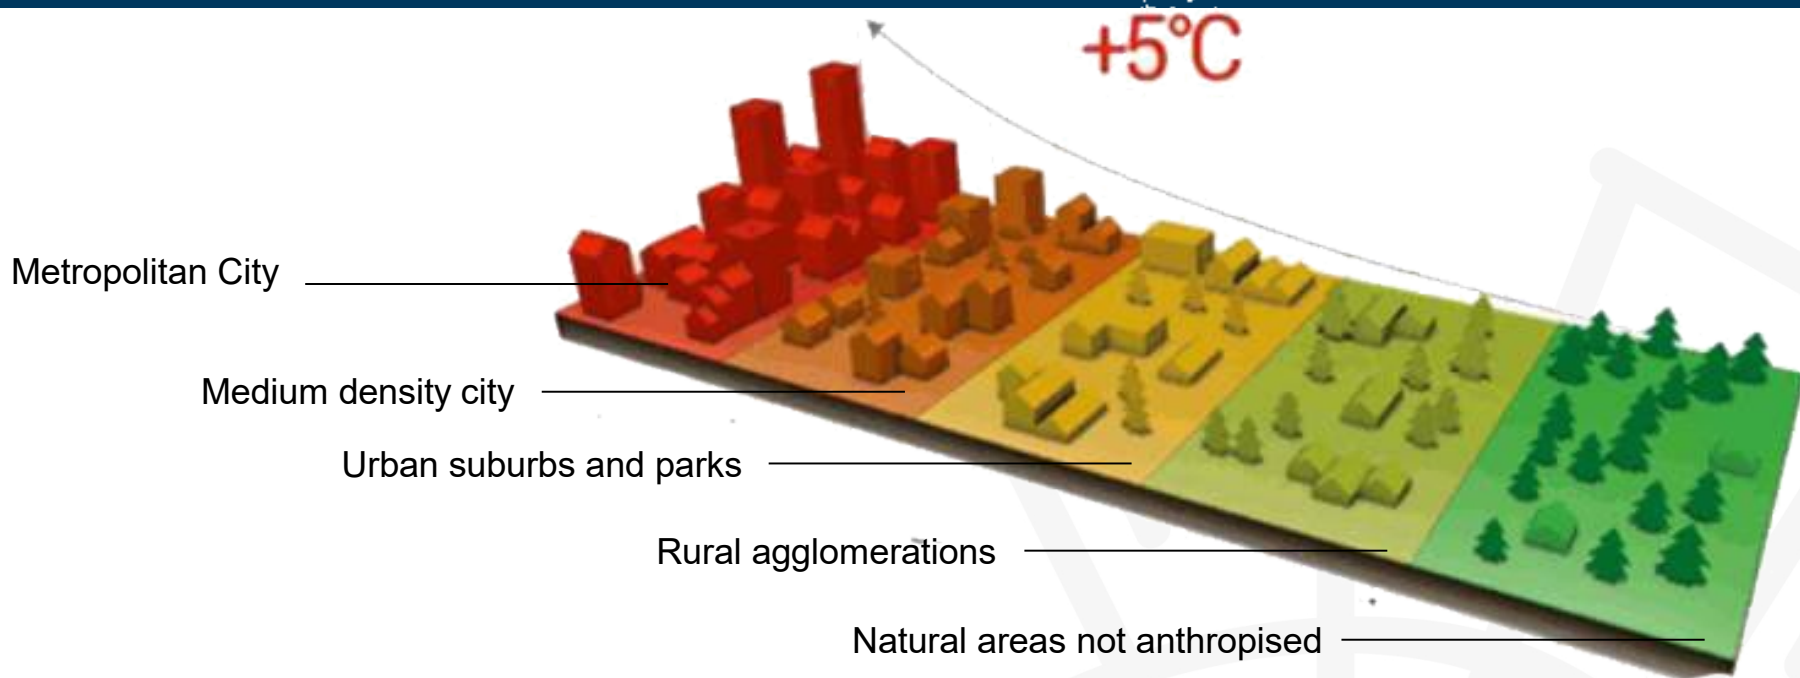 +5°C
Metropolitan City
Medium density city
Urban suburbs and parks
Rural agglomerations
Natural areas not anthropised